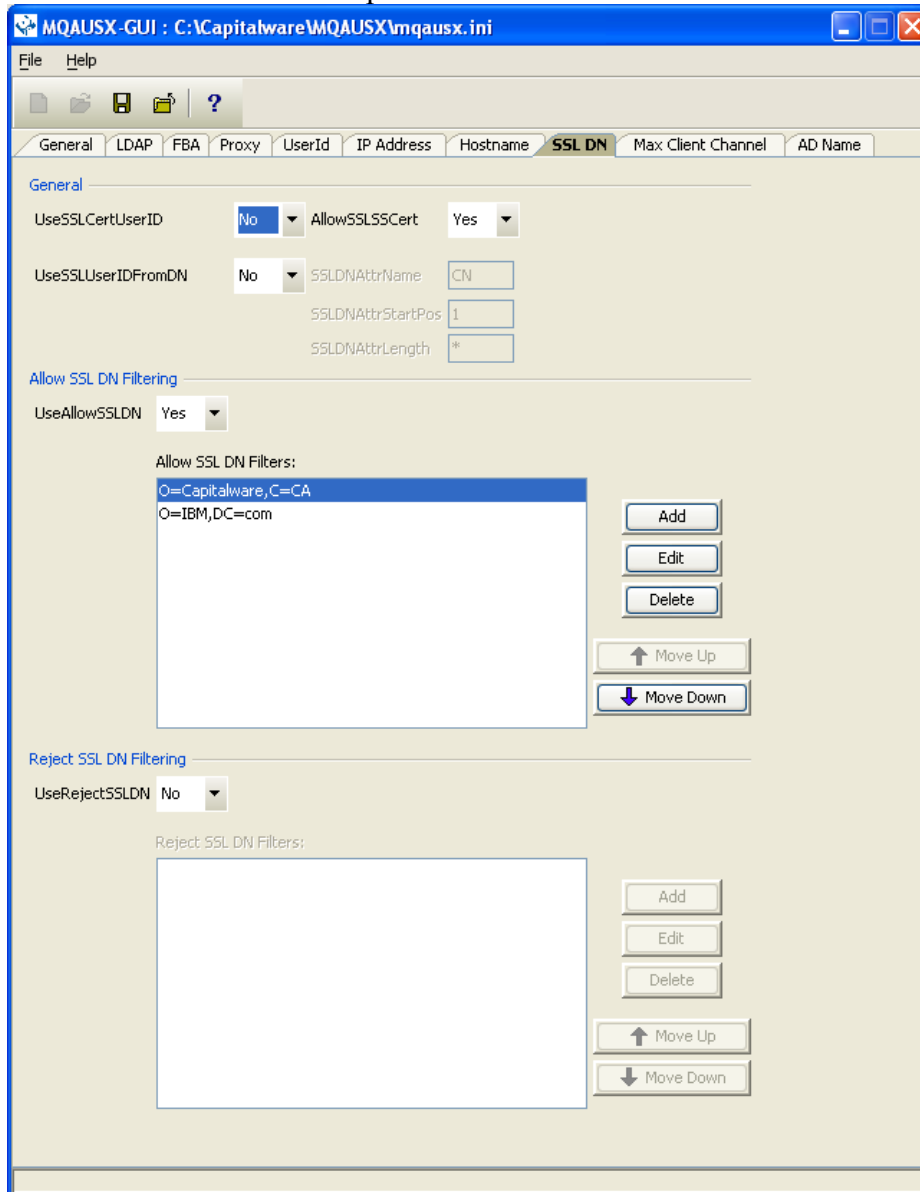 MQAUSX-GUI : C:\Capitalware\MQAUSX\mqausx.ini
File Help
?
General LDAP FBA Proxy UserId IP Address Hostname SSL DN Max Client Channel AD Name
General
UseSSLCertUserID No AllowSSLSSCert Yes
UseSSLUserIDFromDN No SSLDNAttrName CN
SSLDNAttrStartPos 1
SSLDNAttrLength *
Allow SSL DN Filtering
UseAllowSSLDN Yes
Allow SSL DN Filters:
O=Capitalware,C=CA
O=IBM,DC=com
Add
Edit
Delete
Move Up
Move Down
Reject SSL DN Filtering
UseRejectSSLDN No
Reject SSL DN Filters:
Add
Edit
Delete
Move Up
Move Down